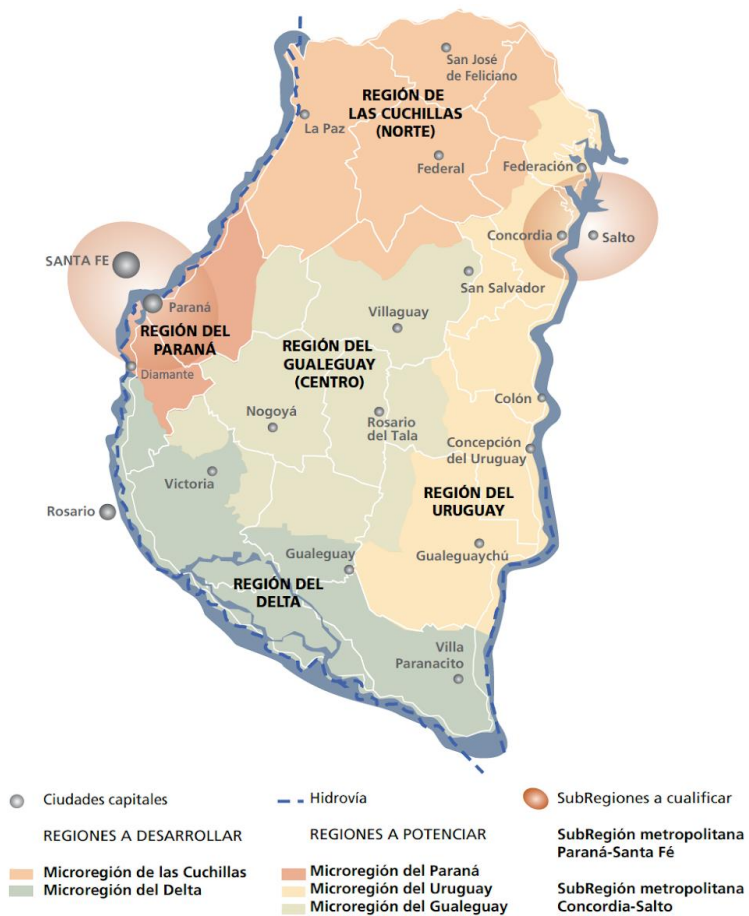 San José
de Feliciano
REGIÓN DE
LAS CUCHILLAS
(NORTE)
La Paz
Federal
Federación
SANTA FE
Concordia
Salto
San Salvador
Paraná
Villaguay
REGIÓN DEL
PARANÁ
REGIÓN DEL
GUALEGUAY
(CENTRO)
Diamante
Colón
Nogoyá
Rosario
del Tala
Concepción
del Uruguay
Victoria
REGIÓN DEL
URUGUAY
Rosario
Gualeguay
Gualeguaychú
REGIÓN DEL
DELTA
Villa
Paranacito
Ciudades capitales
Hidrovía
SubRegiones a cualificar
REGIONES A DESARROLLAR
REGIONES A POTENCIAR
SubRegión metropolitana
Paraná-Santa Fé
Microregión de las Cuchillas
Microregión del Delta
Microregión del Paraná
Microregión del Uruguay
Microregión del Gualeguay
SubRegión metropolitana
Concordia-Salto